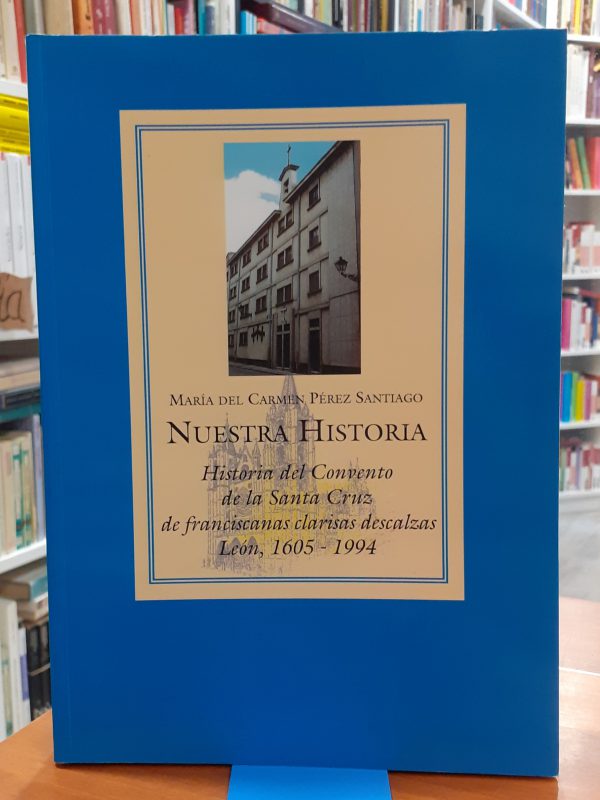 MARÍA DEL CARMEN PÉREZ SANTIAGO
NUESTRA HISTORIA
Historia del Convento
de la Santa Cruz
de franciscanas clarisas descalzas
León, 1605 - 1994